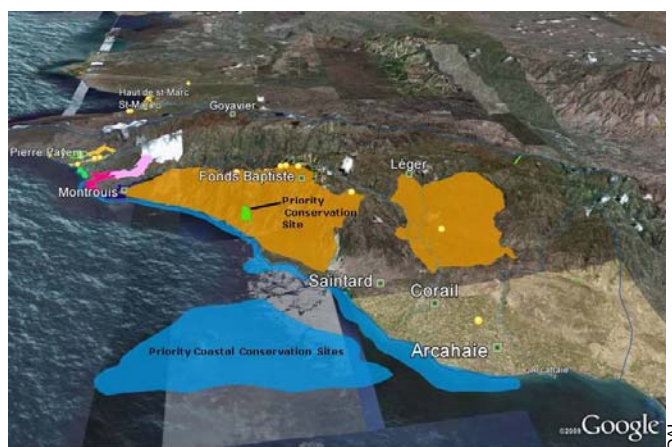 Haut de st-Marc
St-Marc
Goyavier
Pierre Payen
Léger
Fonds Baptiste
Montrouis
Priority
Conservation
Site
Saintard
Corail
Priority Coastal Conservation Sites
Arcahaie
Arcahaie
©2009 Google